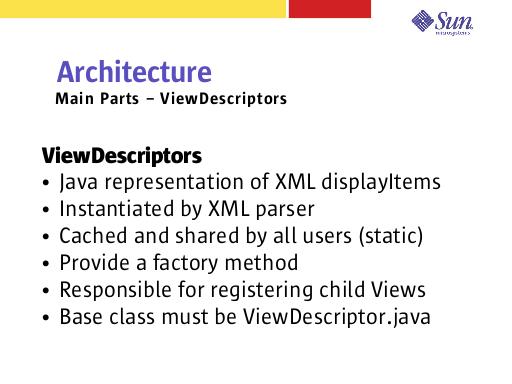 Sun
microsystems
Architecture
Main Parts – ViewDescriptors
ViewDescriptors
• Java representation of XML displayItems
• Instantiated by XML parser
• Cached and shared by all users (static)
• Provide a factory method
• Responsible for registering child Views
• Base class must be ViewDescriptor.java